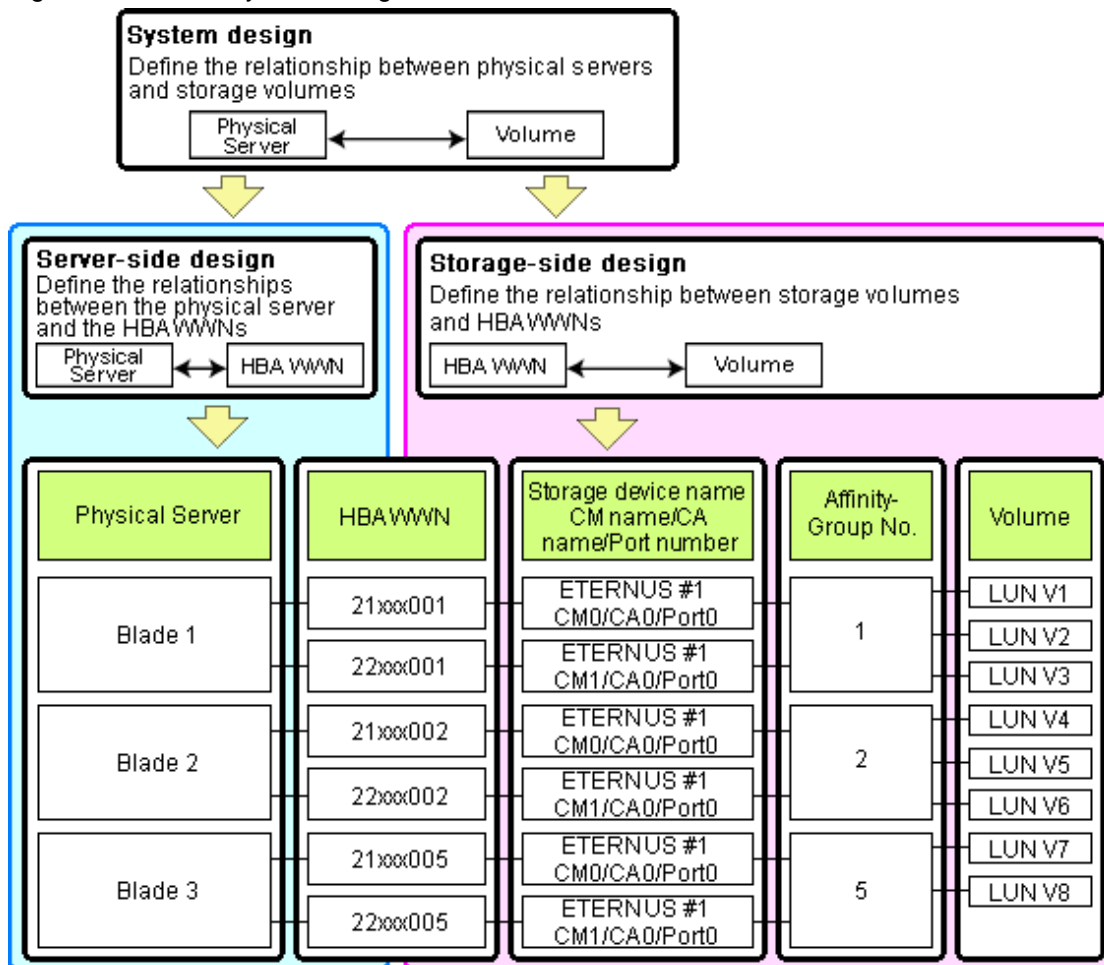 System design
Define the relationship between physical servers
and storage volumes
Physical
Server
Volume
Server-side design
Define the relationships
between the physical server
and the HBAWWNs
Physical
Server
HBA WWN
Storage-side design
Define the relationship between storage volumes
and HBAWWNs
HBA WWN
Volume
Physical Server
HBAWWN
Storage device name
CM name/CA
name/Port number
Affinity-
Group No.
Volume
Blade 1
21xxx001
ETERNUS #1
CM0/CA0/Port0
22xxx001
ETERNUS #1
CM1/CA0/Port0
1
LUN V1
LUN V2
LUN V3
Blade 2
21xxx002
ETERNUS #1
CM0/CA0/Port0
22xxx002
ETERNUS #1
CM1/CA0/Port0
2
LUN V4
LUN V5
LUN V6
Blade 3
21xxx005
ETERNUS #1
CM0/CA0/Port0
22xxx005
ETERNUS #1
CM1/CA0/Port0
5
LUN V7
LUN V8